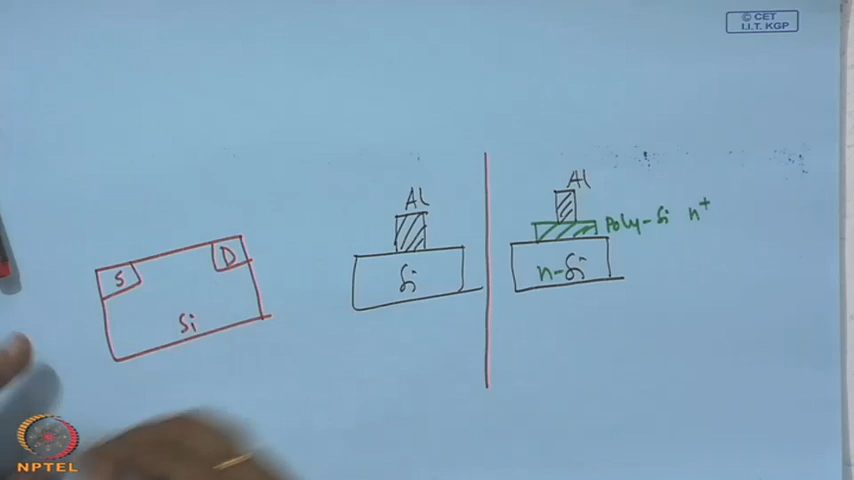 © CET
I.I.T. KGP
Al
Al
Poly-Si n+
S
D
Si
n-Si
Si
NPTEL